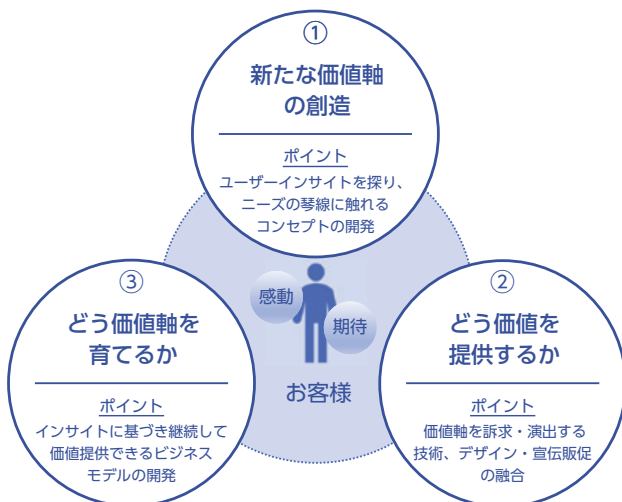 ①
新たな価値軸
の創造
ポイント
ユーザーインサイトを探り、
ニーズの琴線に触れる
コンセプトの開発
感動
期待
お客様
②
どう価値を
提供するか
ポイント
価値軸を訴求・演出する
技術、デザイン・宣伝販促
の融合
③
どう価値軸を
育てるか
ポイント
インサイトに基づき継続して
価値提供できるビジネス
モデルの開発